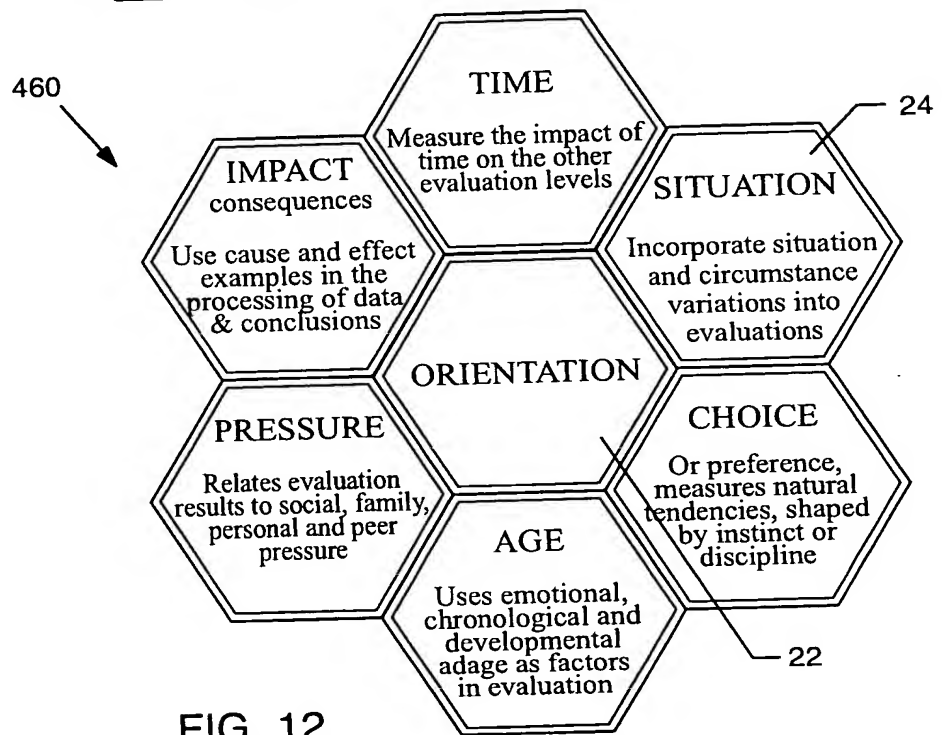 460
TIME
Measure the impact of
time on the other
evaluation levels
24
IMPACT
consequences
Use cause and effect
examples in the
processing of data
& conclusions
SITUATION
Incorporate situation
and circumstance
variations into
evaluations
ORIENTATION
PRESSURE
Relates evaluation
results to social, family,
personal and peer
pressure
CHOICE
Or preference,
measures natural
tendencies, shaped
by instinct or
discipline
AGE
Uses emotional,
chronological and
developmental
adage as factors
in evaluation
22
FIG. 12